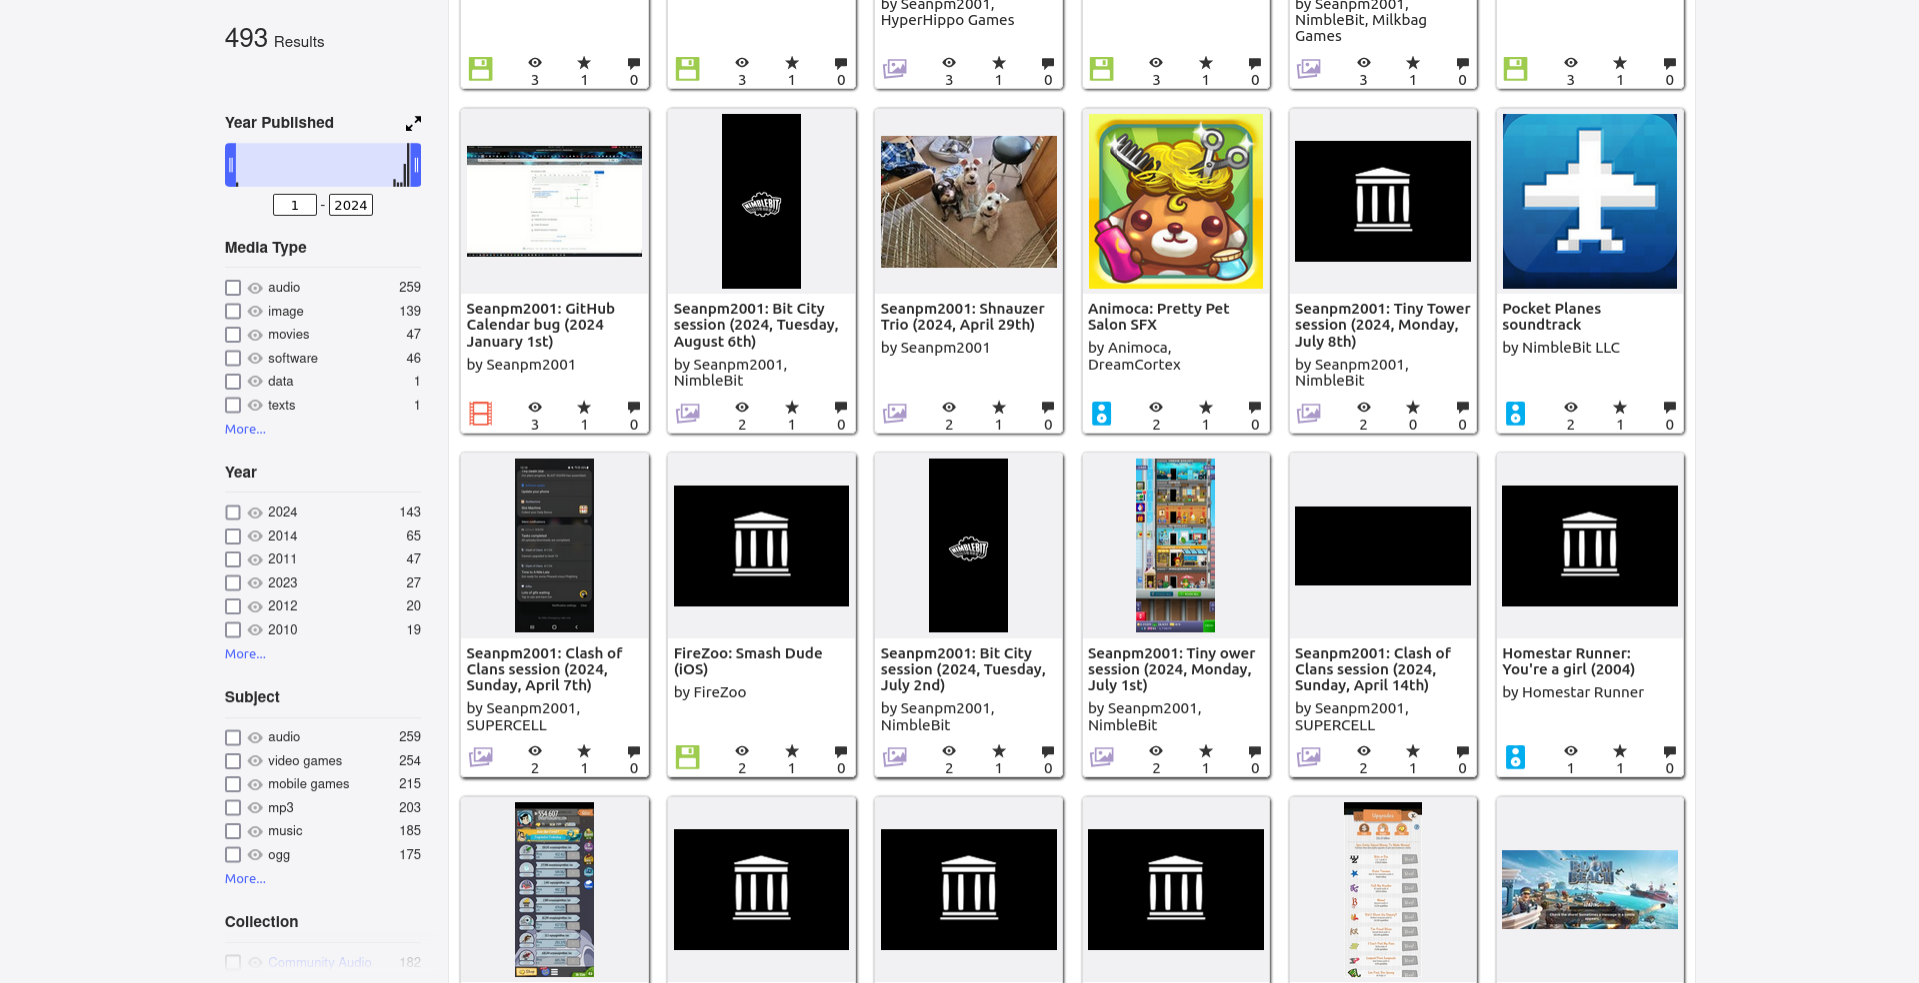 493 Results
Year Published
1 - 2024
Media Type
audio 259
image 139
movies 47
software 46
data 1
texts 1
More...
Year
2024 143
2014 65
2011 47
2023 27
2012 20
2010 19
More...
Subject
audio 259
video games 254
mobile games 215
mp3 203
music 185
ogg 175
More...
Collection
Community Audio 182
by Seanpm2001,
HyperHippo Games
by Seanpm2001,
NimbleBit, Milkbag
Games
3 1 0
3 1 0
3 1 0
3 1 0
3 1 0
3 1 0
Seanpm2001: GitHub
Calendar bug (2024
January 1st)
by Seanpm2001
3 1 0
NIMBLEBIT
Seanpm2001: Bit City
session (2024, Tuesday,
August 6th)
by Seanpm2001,
NimbleBit
2 1 0
Seanpm2001: Shnauzer
Trio (2024, April 29th)
by Seanpm2001
2 1 0
Animoca: Pretty Pet
Salon SFX
by Animoca,
DreamCortex
2 1 0
Seanpm2001: Tiny Tower
session (2024, Monday,
July 8th)
by Seanpm2001,
NimbleBit
2 0 0
Pocket Planes
soundtrack
by NimbleBit LLC
2 1 0
Seanpm2001: Clash of
Clans session (2024,
Sunday, April 7th)
by Seanpm2001,
SUPERCELL
2 1 0
FireZoo: Smash Dude
(iOS)
by FireZoo
2 1 0
NIMBLEBIT
Seanpm2001: Bit City
session (2024, Tuesday,
July 2nd)
by Seanpm2001,
NimbleBit
2 1 0
Seanpm2001: Tiny ower
session (2024, Monday,
July 1st)
by Seanpm2001,
NimbleBit
2 1 0
Seanpm2001: Clash of
Clans session (2024,
Sunday, April 14th)
by Seanpm2001,
SUPERCELL
2 1 0
Homestar Runner:
You're a girl (2004)
by Homestar Runner
1 1 0
Upgrades
BOOM
BEACH